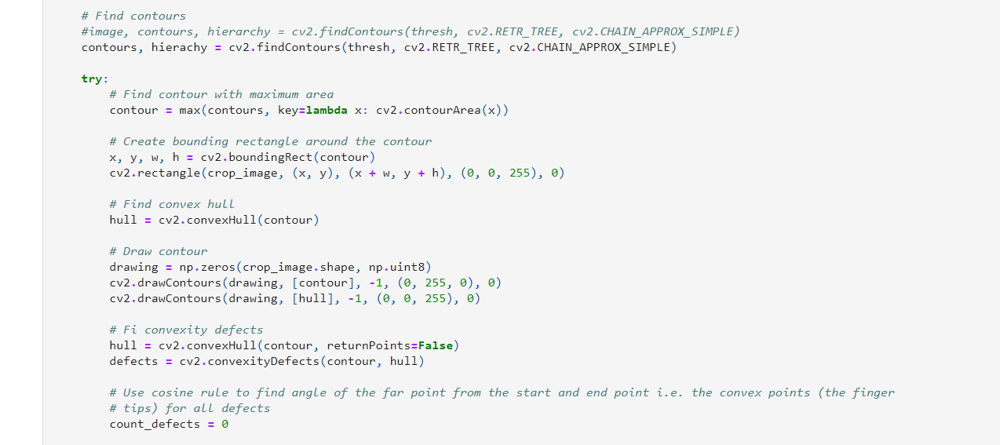 # Find contours
#image, contours, hierarchy = cv2.findContours(thresh, cv2.RETR_TREE, cv2.CHAIN_APPROX_SIMPLE)
contours, hierachy = cv2.findContours(thresh, cv2.RETR_TREE, cv2.CHAIN_APPROX_SIMPLE)
try:
# Find contour with maximum area
contour = max(contours, key=lambda x: cv2.contourArea(x))
# Create bounding rectangle around the contour
x, y, w, h = cv2.boundingRect(contour)
cv2.rectangle(crop_image, (x, y), (x + w, y + h), (0, 0, 255), 0)
# Find convex hull
hull = cv2.convexHull(contour)
# Draw contour
drawing = np.zeros(crop_image.shape, np.uint8)
cv2.drawContours(drawing, [contour], -1, (0, 255, 0), 0)
cv2.drawContours(drawing, [hull], -1, (0, 0, 255), 0)
# Fi convexity defects
hull = cv2.convexHull(contour, returnPoints=False)
defects = cv2.convexityDefects(contour, hull)
# Use cosine rule to find angle of the far point from the start and end point i.e. the convex points (the finger
# tips) for all defects
count_defects = 0